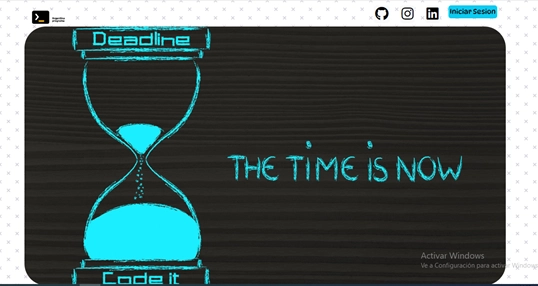 Iniciar Sesion
Deadline
THE TIME IS NOW
Code it
Activar Windows
Ve a Configuración para activar Windows